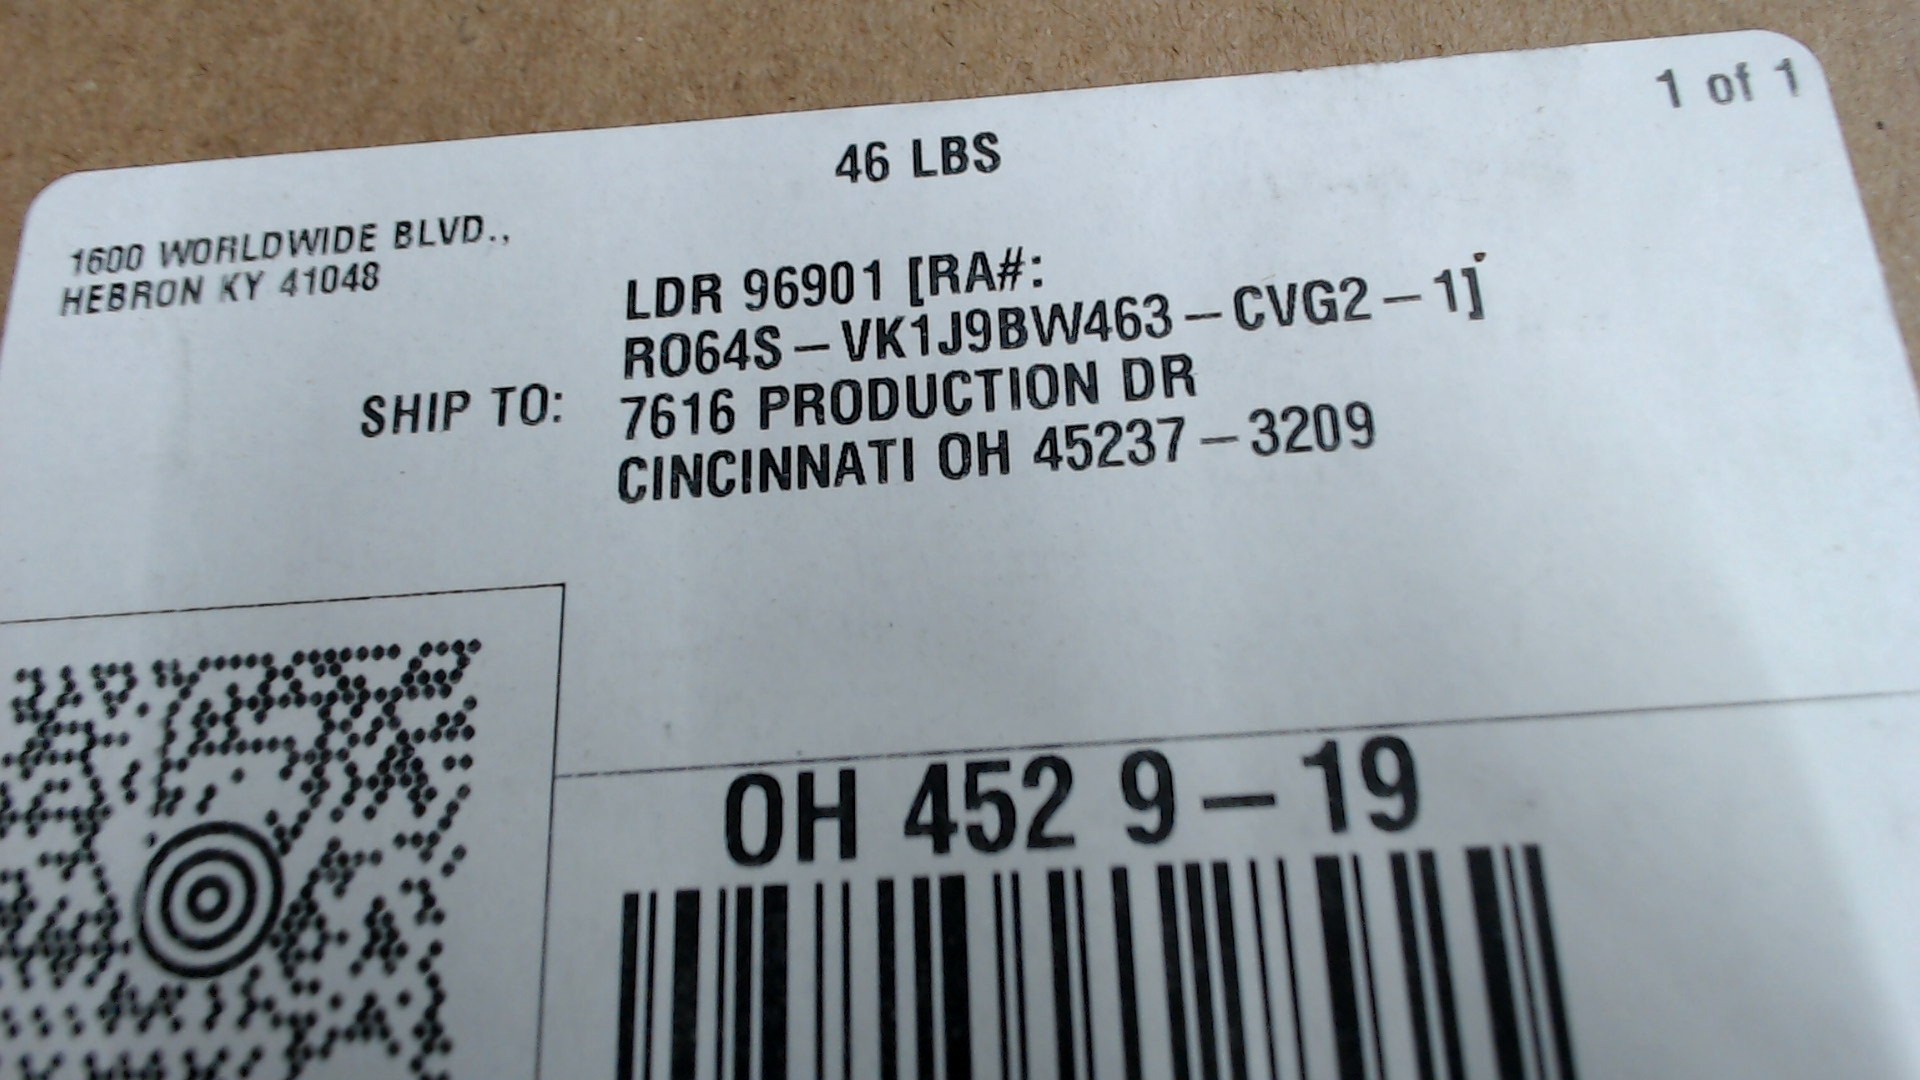 1 of 1
46 LBS
1600 WORLDWIDE BLVD.,
HEBRON KY 41048
LDR 96901 [RA#:
RO64S-VK1J9BW463-CVG2-1]
SHIP TO: 7616 PRODUCTION DR
CINCINNATI OH 45237-3209
OH 452 9-19